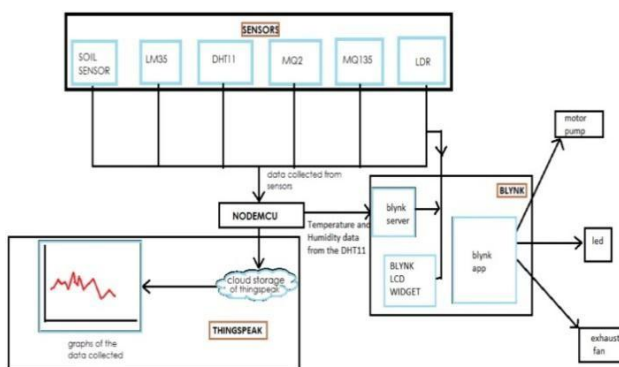 SENSORS
SOIL
SENSOR
LM35
DHT11
MQ2
MQ135
LDR
motor
pump
data collected from
sensors
BLYNK
NODEMCU
blynk
server
Temperature and
Humidity data
from the DHT11
led
blynk
app
BLYNK
LCD
WIDGET
cloud storage
of thingspeak
THINGSPEAK
graphs of the
data collected
exhaust
fan